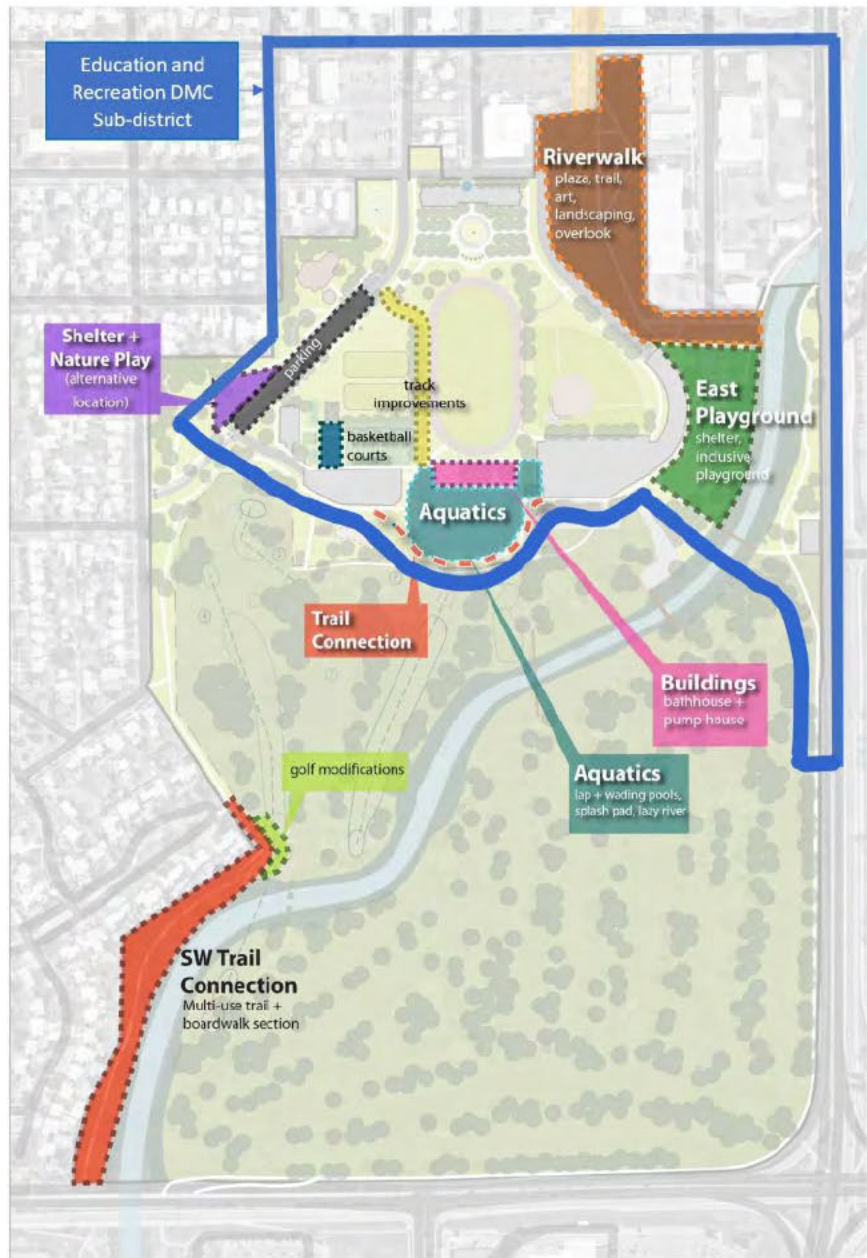 Education and
Recreation DMC
Sub-district
Riverwalk
plaza, trail,
art,
landscaping,
overlook
Shelter +
Nature Play
(alternative
location)
parking
track
improvements
basketball
courts
East
Playground
shelter,
inclusive
playground
Aquatics
Trail
Connection
Buildings
bathhouse +
pump house
Aquatics
lap + wading pools,
splash pad, lazy river
golf modifications
SW Trail
Connection
Multi-use trail +
boardwalk section